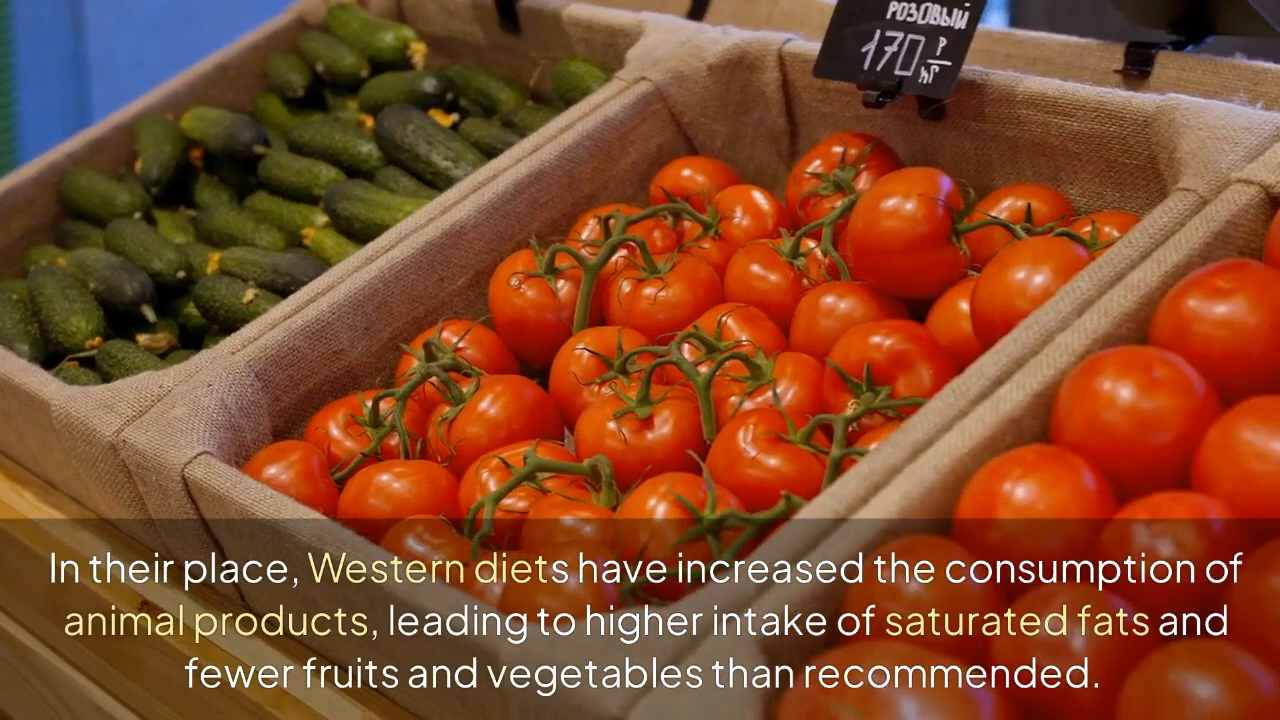 РОЗОВЫЙ
170 Р
кг
In their place, Western diets have increased the consumption of
animal products, leading to higher intake of saturated fats and
fewer fruits and vegetables than recommended.